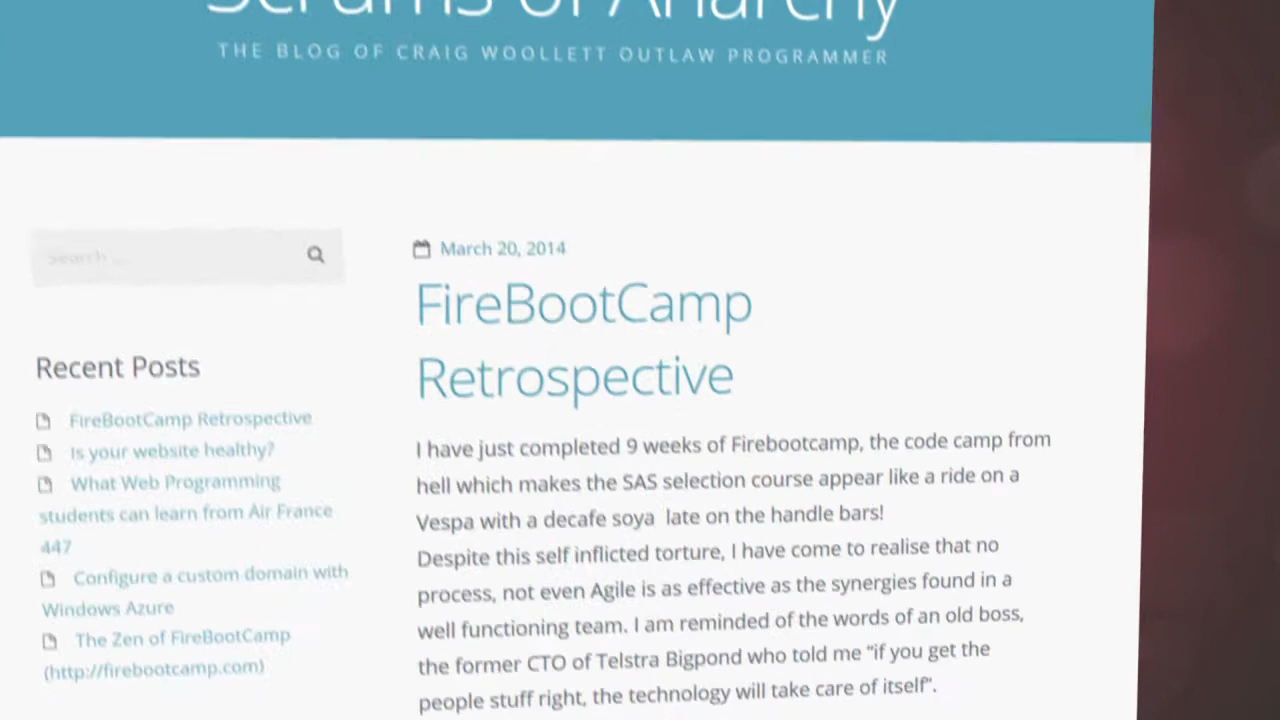 Scrums of Anarchy
THE BLOG OF CRAIG WOOLLETT OUTLAW PROGRAMMER
Search ...
March 20, 2014
FireBootCamp
Retrospective
I have just completed 9 weeks of Firebootcamp, the code camp from
hell which makes the SAS selection course appear like a ride on a
Vespa with a decafe soya  late on the handle bars!
Despite this self inflicted torture, I have come to realise that no
process, not even Agile is as effective as the synergies found in a
well functioning team. I am reminded of the words of an old boss,
the former CTO of Telstra Bigpond who told me “if you get the
people stuff right, the technology will take care of itself”.
Recent Posts
FireBootCamp Retrospective
Is your website healthy?
What Web Programming
students can learn from Air France
447
Configure a custom domain with
Windows Azure
The Zen of FireBootCamp
(http://firebootcamp.com)